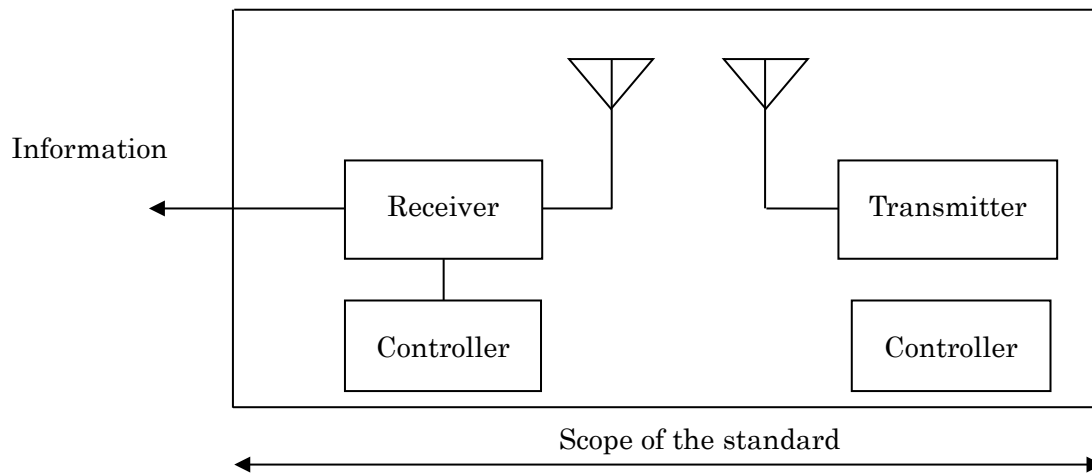 Information
Receiver
Transmitter
Controller
Controller
Scope of the standard